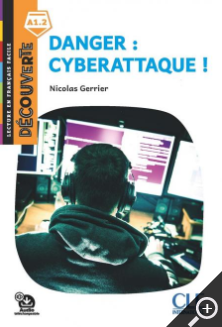 A1.2
DÉCOUVERTE
LECTURE EN FRANÇAIS FACILE
DANGER :
CYBERATTAQUE !
Nicolas Gerrier
Audio
CLE